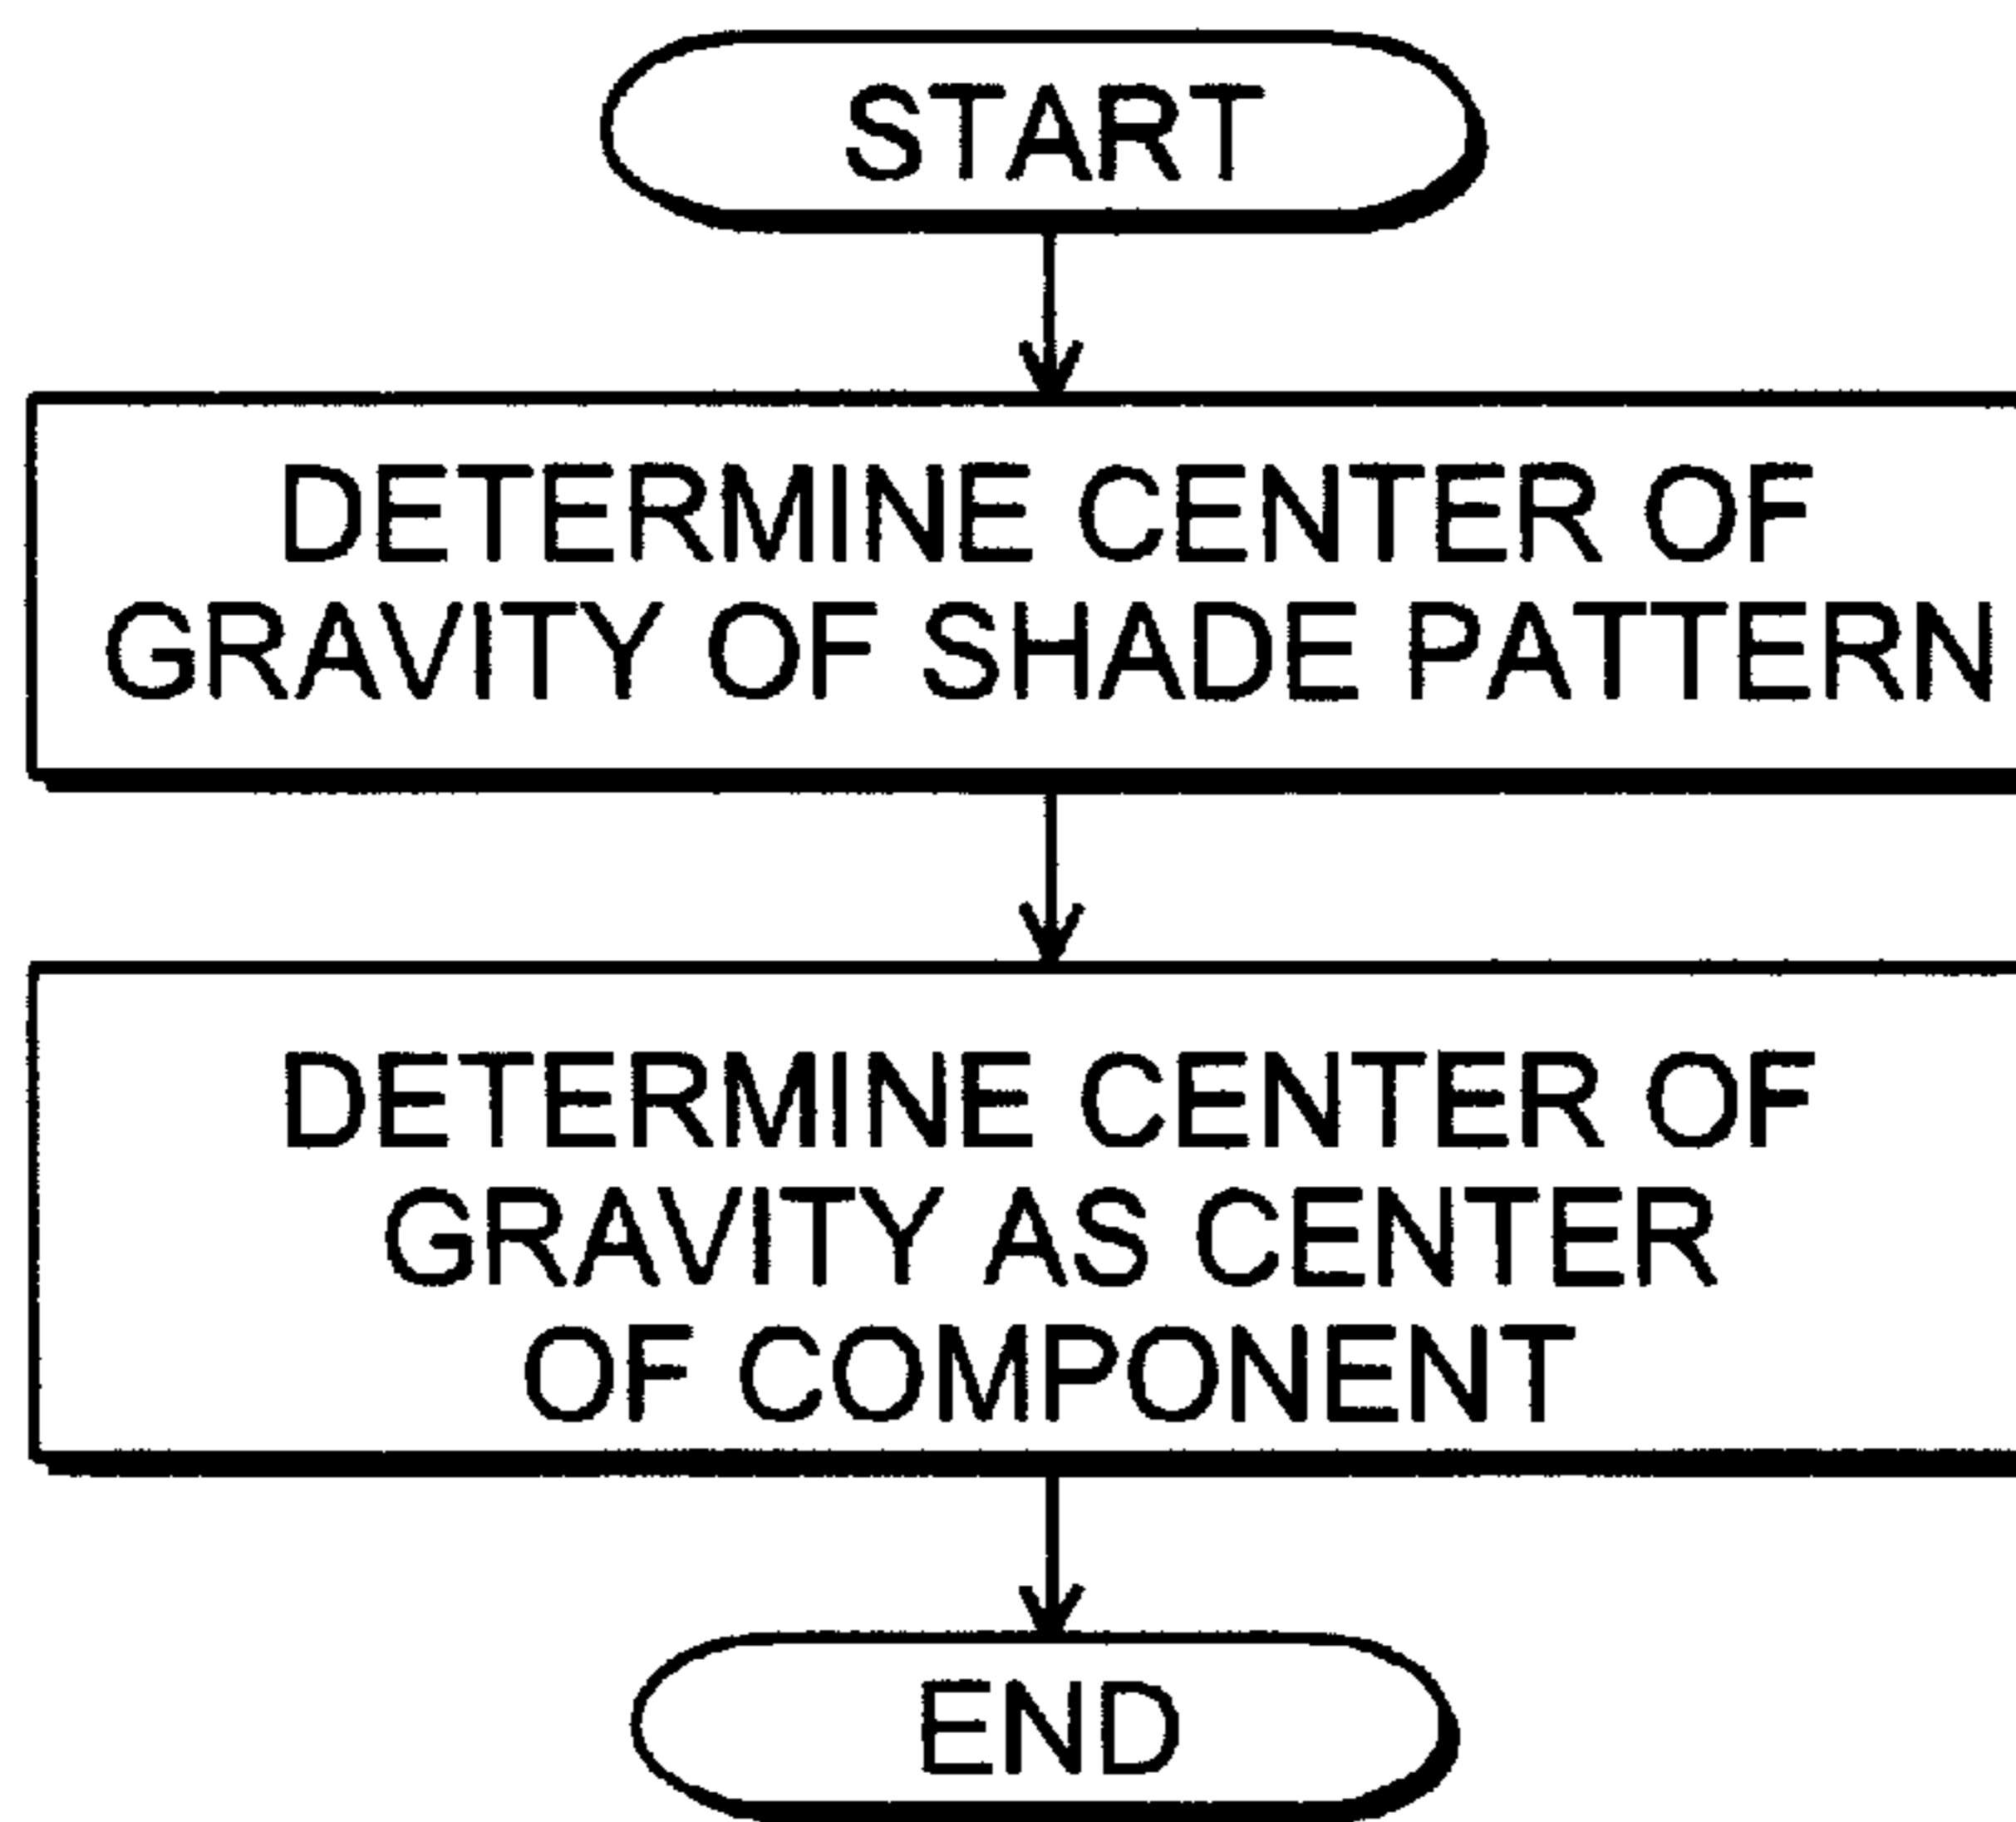 START
DETERMINE CENTER OF
GRAVITY OF SHADE PATTERN
DETERMINE CENTER OF
GRAVITY AS CENTER
OF COMPONENT
END